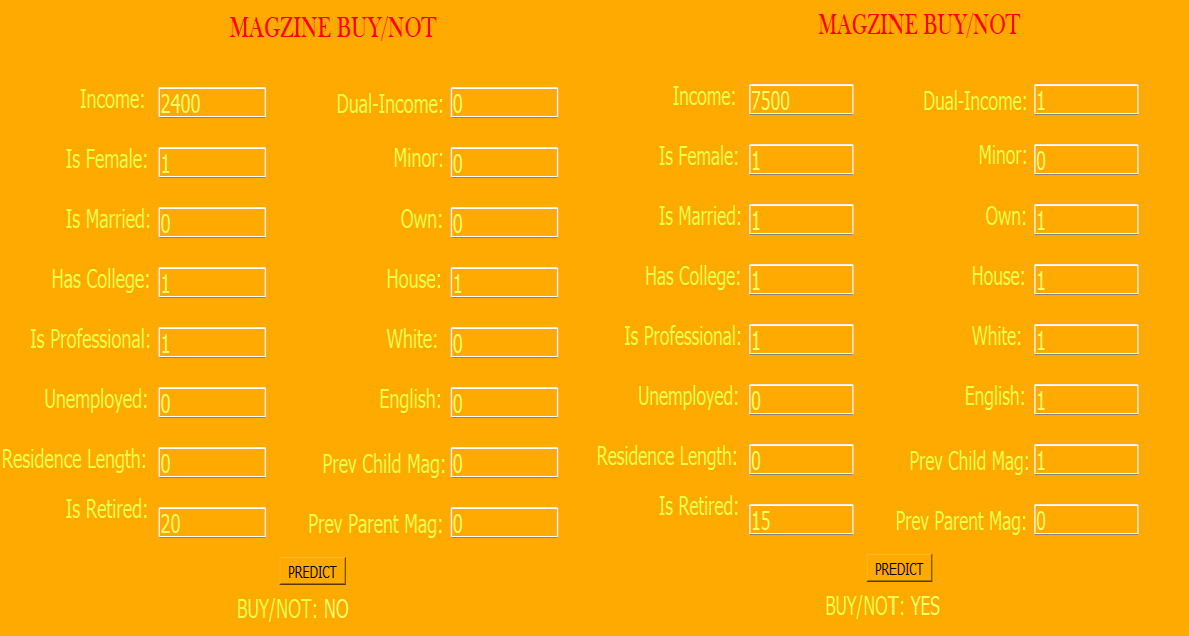 MAGZINE BUY/NOT
Income: 2400 Dual-Income: 0
Is Female: 1 Minor: 0
Is Married: 0 Own: 0
Has College: 1 House: 1
Is Professional: 1 White: 0
Unemployed: 0 English: 0
Residence Length: 0 Prev Child Mag: 0
Is Retired: 20 Prev Parent Mag: 0
PREDICT
BUY/NOT: NO
MAGZINE BUY/NOT
Income: 7500 Dual-Income: 1
Is Female: 1 Minor: 0
Is Married: 1 Own: 1
Has College: 1 House: 1
Is Professional: 1 White: 1
Unemployed: 0 English: 1
Residence Length: 0 Prev Child Mag: 1
Is Retired: 15 Prev Parent Mag: 0
PREDICT
BUY/NOT: YES